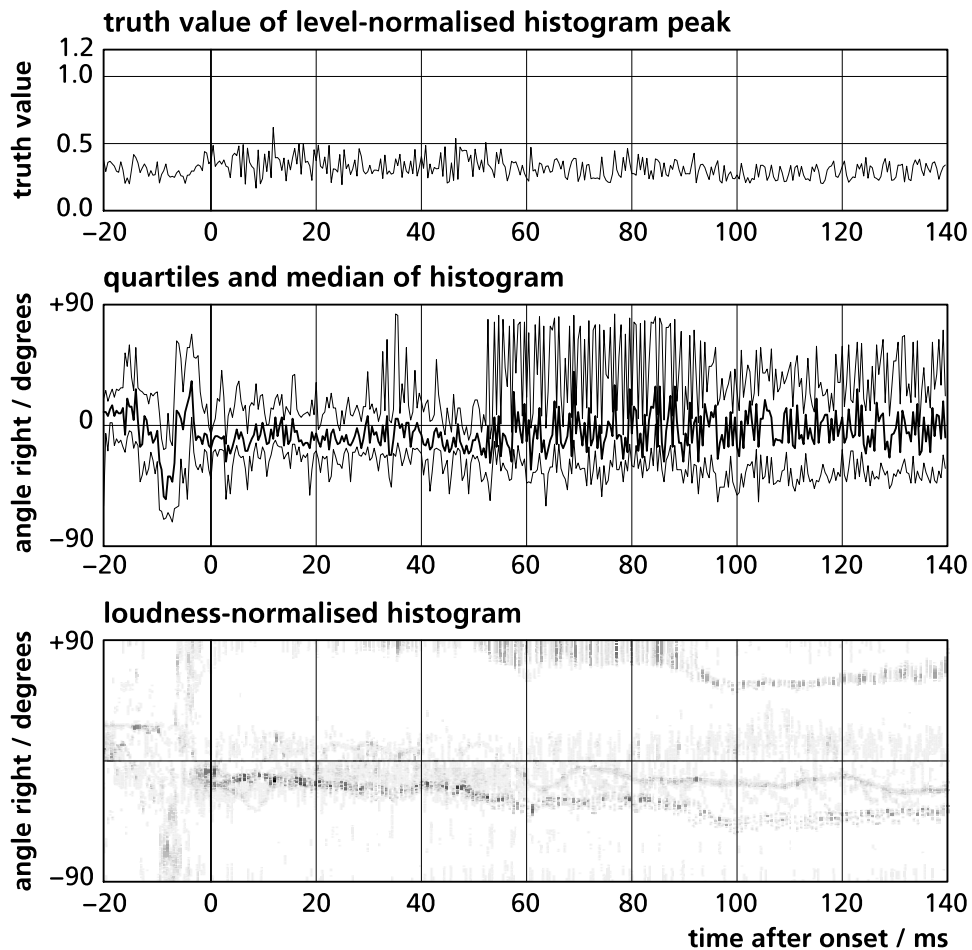 truth value of level-normalised histogram peak
truth value
1.2
1.0
0.5
0.0
−20 0 20 40 60 80 100 120 140
quartiles and median of histogram
angle right / degrees
+90
0
−90
−20 0 20 40 60 80 100 120 140
loudness-normalised histogram
angle right / degrees
+90
−90
−20 0 20 40 60 80 100 120 140
time after onset / ms